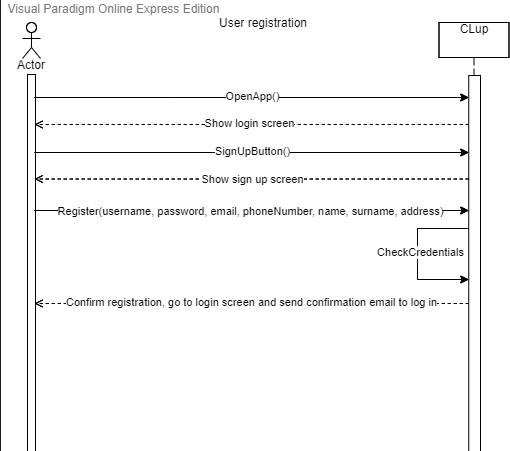 Visual Paradigm Online Express Edition
User registration
CLup
Actor
OpenApp()
Show login screen
SignUpButton()
Show sign up screen
Register(username, password, email, phoneNumber, name, surname, address)
CheckCredentials
Confirm registration, go to login screen and send confirmation email to log in